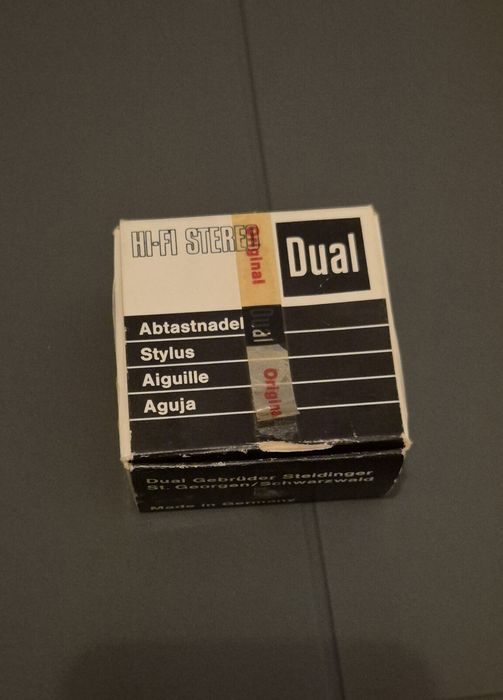 HI-FI STEREO
Dual
Original
Dual
Original
Abtastnadel
Stylus
Aiguille
Aguja
Dual Gebrüder Steidinger
St. Georgen/Schwarzwald
Made in Germany